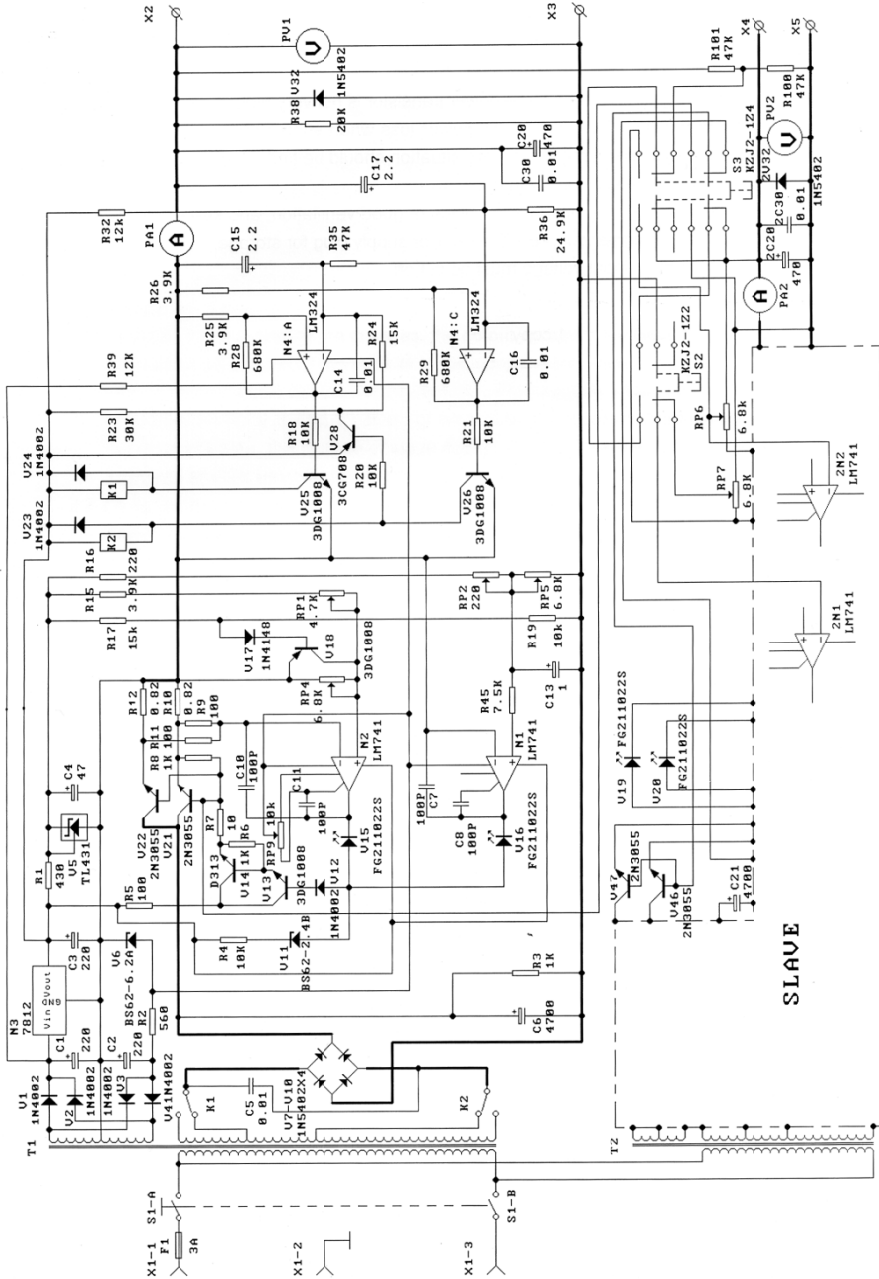 X1-1
F1
3A
X1-2
X1-3
S1-A
S1-B
T1
V1
1N4002
V2
1N4002
V3
1N4002
V4
1N4002
C1
220
C2
220
N3
7812
Vin
Vout
C3
220
V6
BS62-6.2A
R2
560
K1
K2
C5
0.01
V7-V10
1N5402X4
C6
4700
R3
1K
R1
430
V5
TL431
C4
47
R5
100
R4
10K
V11
BS62-2.4B
V12
1N4002
V13
3DG1008
V14
D313
R6
1K
R7
10
RP9
10k
V22
2N3055
V21
2N3055
R8
1K
R11
100
R9
100
R10
0.82
R12
0.82
C10
100P
C11
100P
N2
LM741
V15
FG211022S
C7
100P
C8
100P
N1
LM741
V16
FG211022S
R45
7.5K
C13
1
R17
15k
R15
3.9K
R16
220
V17
1N4148
V18
3DG1008
RP1
4.7K
RP4
6.8K
RP2
220
RP5
6.8K
R19
10k
V23
1N4002
V24
1N4002
K2
K1
R23
30K
R39
12K
V25
3DG1008
V28
3CG708
R18
10K
R20
10K
V26
3DG1008
R21
10K
R25
3.9K
R26
3.9K
R28
680K
N4:A
LM324
C14
0.01
R24
15K
R29
680K
N4:C
LM324
C16
0.01
C15
2.2
R35
47K
PA1
A
R32
12k
R36
24.9K
C17
2.2
C20
470
C30
0.01
R38
20K
V32
1N5402
PV1
V
X2
X3
T2
SLAVE
C21
4700
V47
2N3055
V46
2N3055
V19
FG211022S
V20
FG211022S
2N1
LM741
2N2
LM741
RP7
6.8K
RP6
6.8k
KZJ2-1Z2
S2
S3
KZJ2-1Z4
PA2
A
2C20
470
2C30
0.01
2V32
1N5402
PV2
V
R100
47K
R101
47K
X4
X5